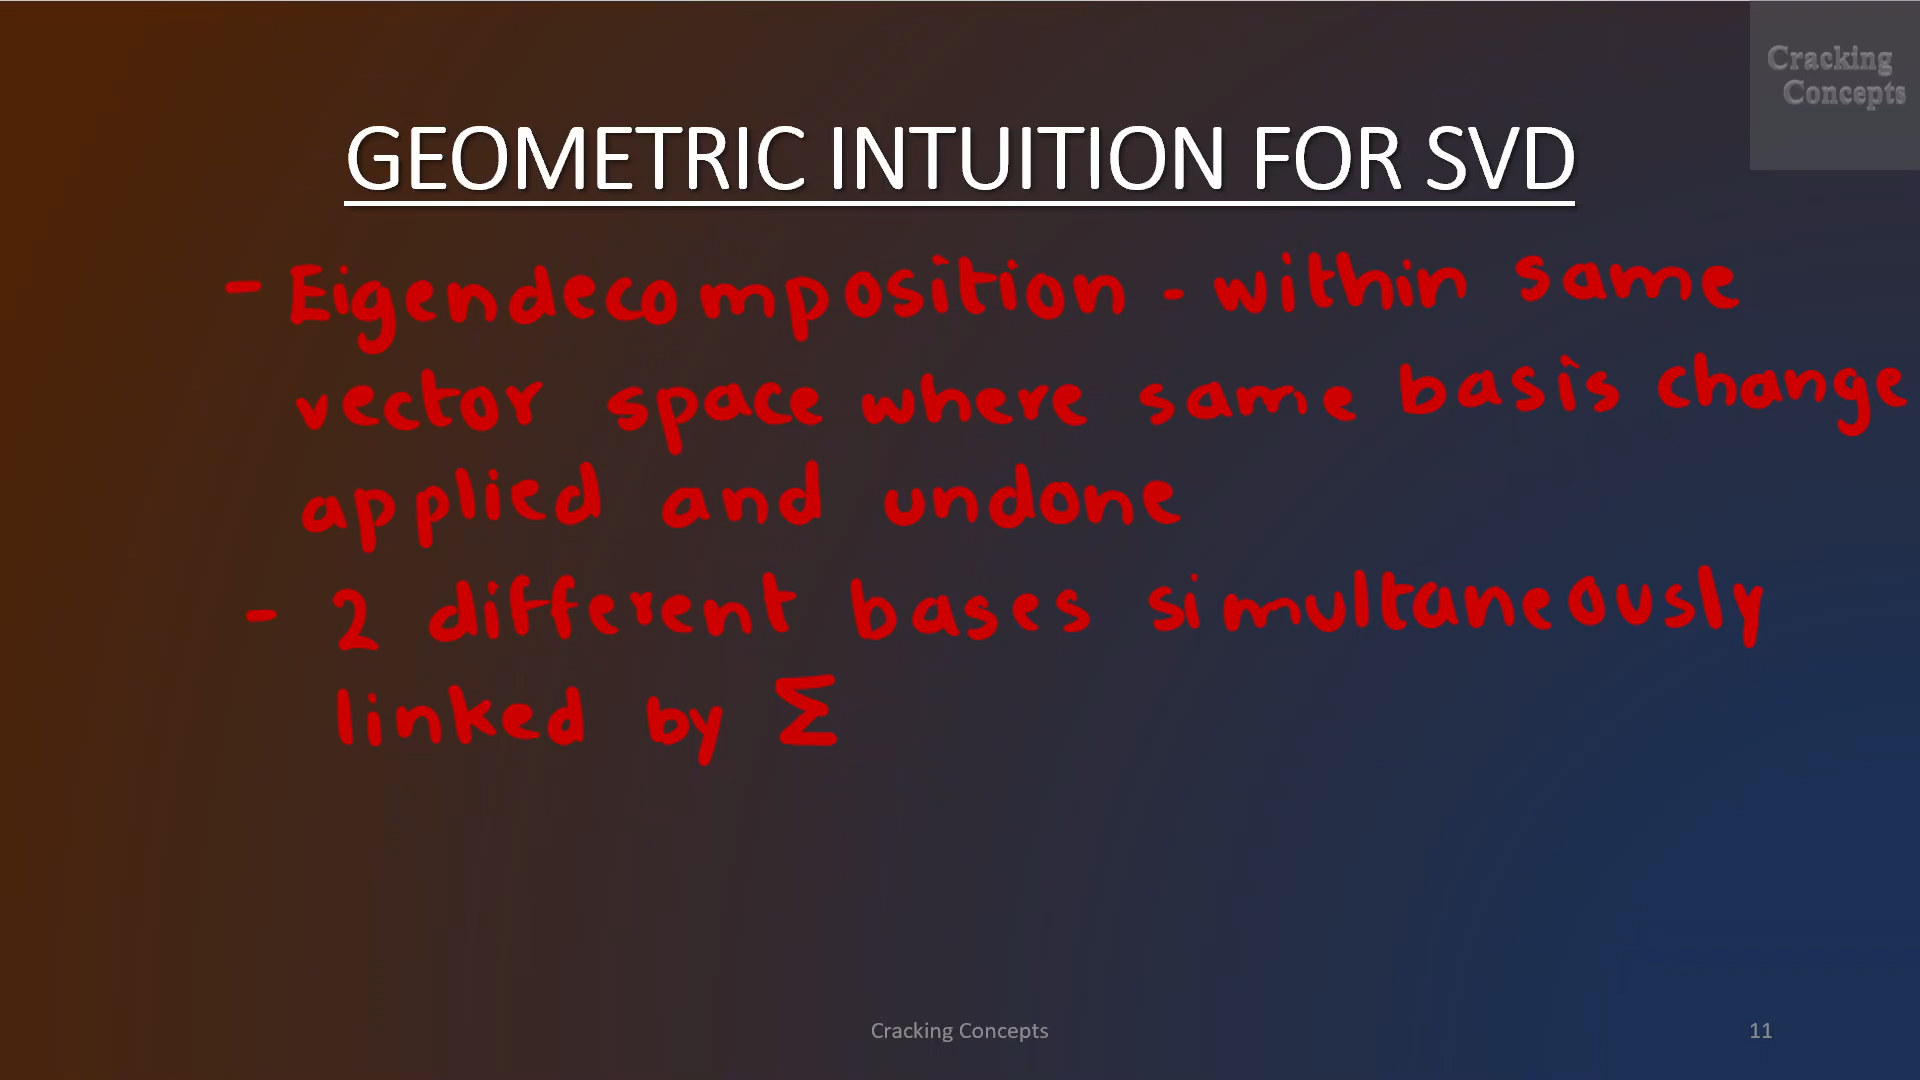 Cracking
Concepts
GEOMETRIC INTUITION FOR SVD
- Eigendecomposition - within same
vector space where same basis change
applied and undone
- 2 different bases simultaneously
linked by Σ
Cracking Concepts
11